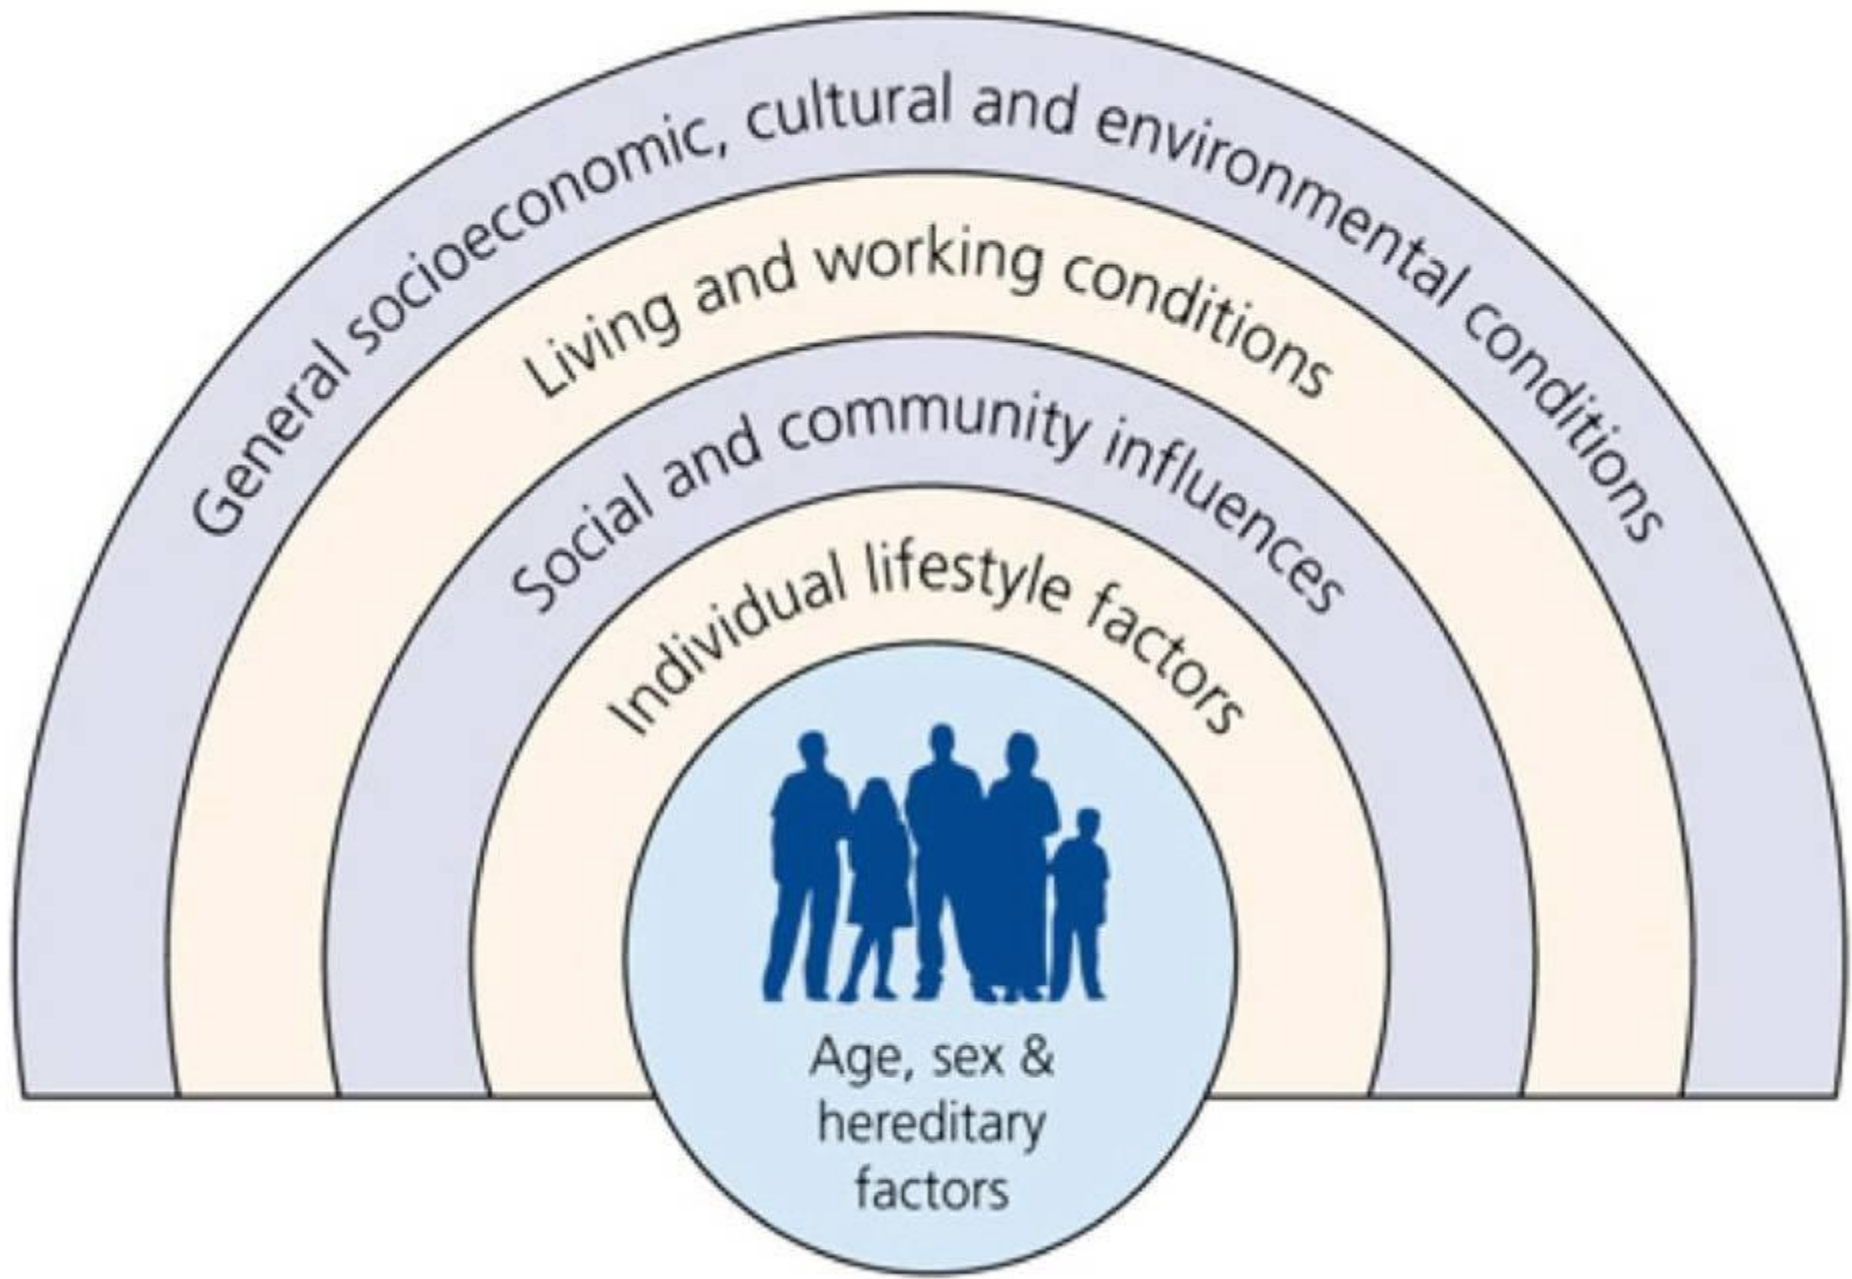 General socioeconomic, cultural and environmental conditions
Living and working conditions
Social and community influences
Individual lifestyle factors
Age, sex &
hereditary
factors